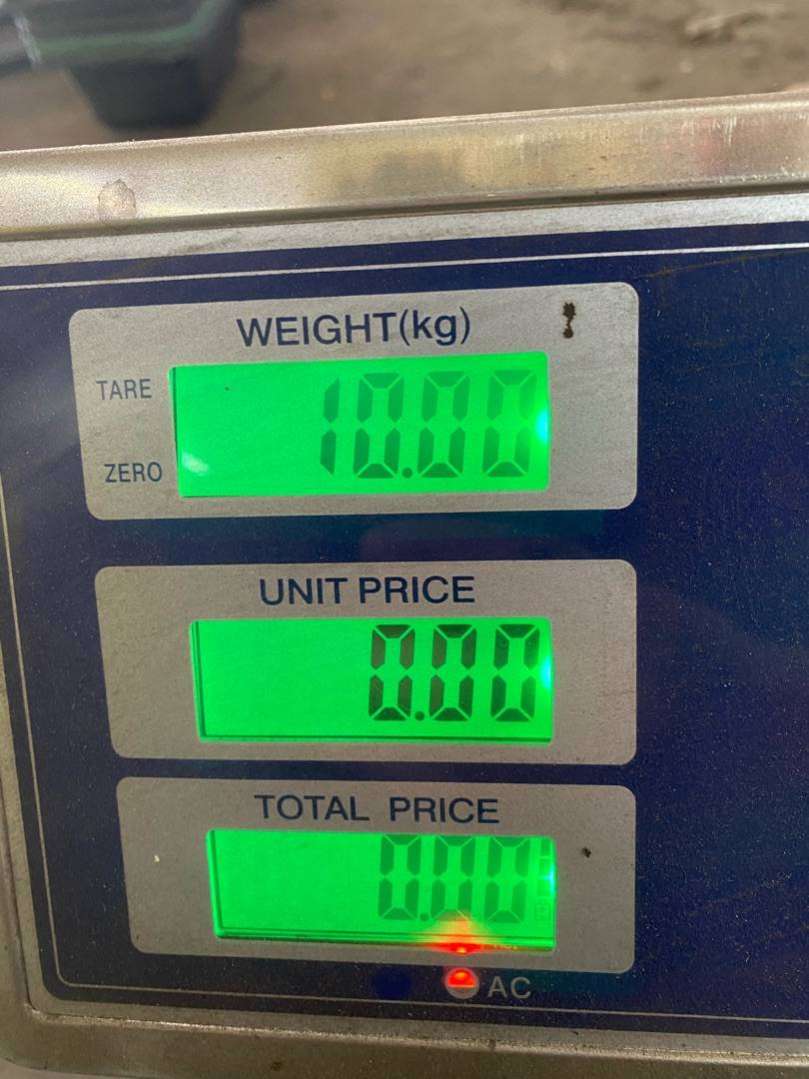 WEIGHT(kg)
TARE
10.00
ZERO
UNIT PRICE
0.00
TOTAL PRICE
0.00
AC